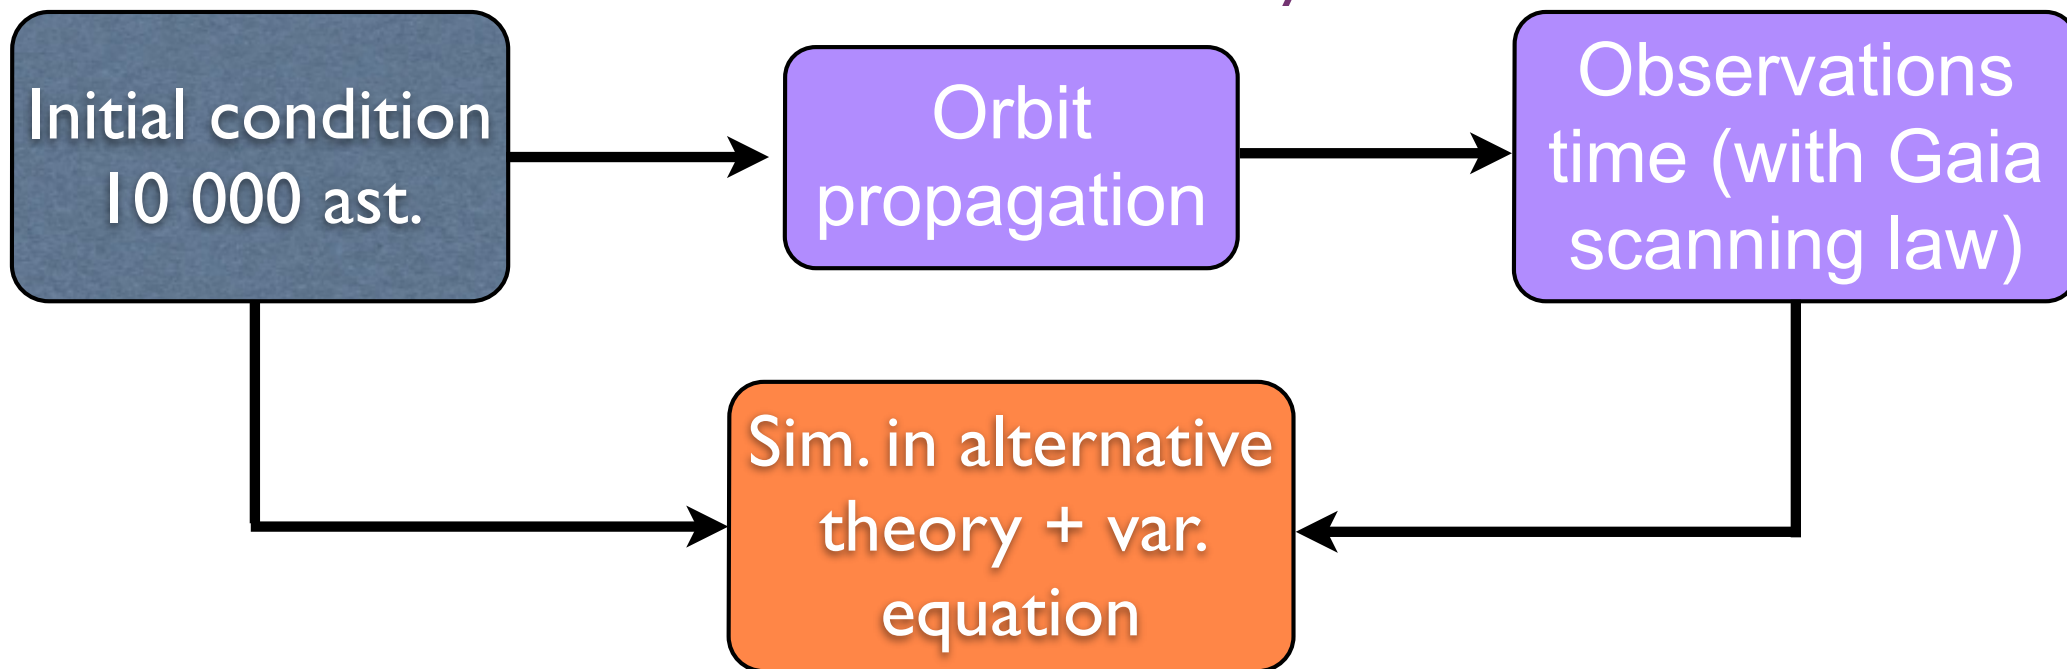 Initial condition
10 000 ast.
Orbit
propagation
Observations
time (with Gaia
scanning law)
Sim. in alternative
theory + var.
equation